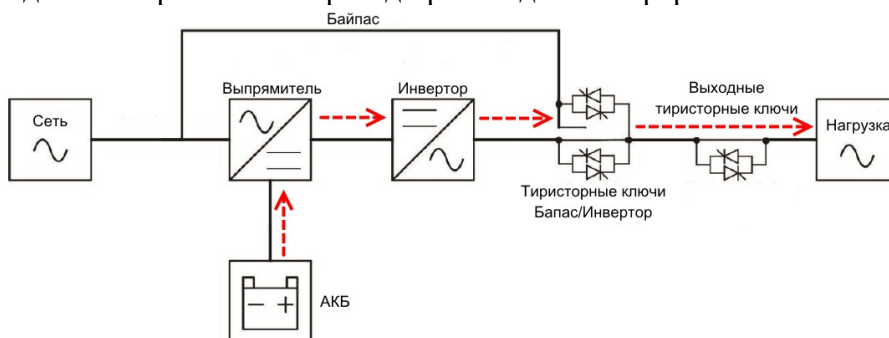 Байпас
Выпрямитель
Инвертор
Выходные
тиристорные ключи
Сеть
Нагрузка
Тиристорные ключи
Бапас/Инвертор
АКБ